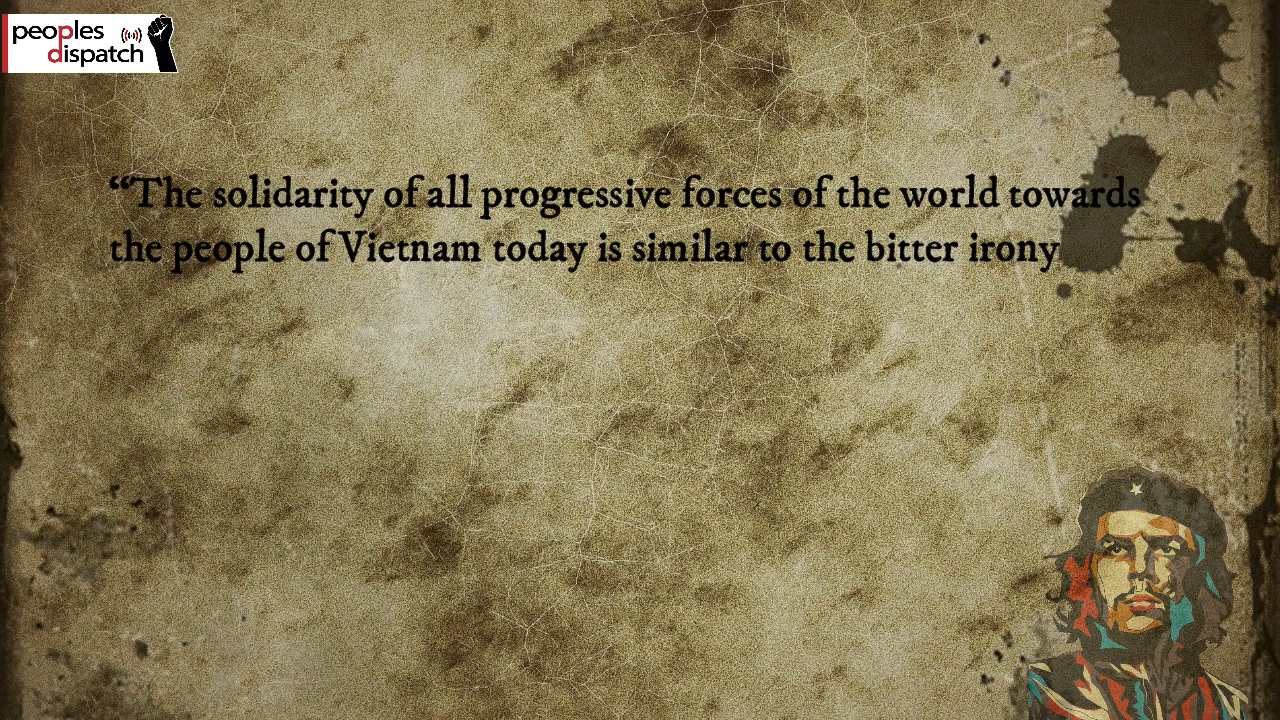 peoples
dispatch
“The solidarity of all progressive forces of the world towards
the people of Vietnam today is similar to the bitter irony